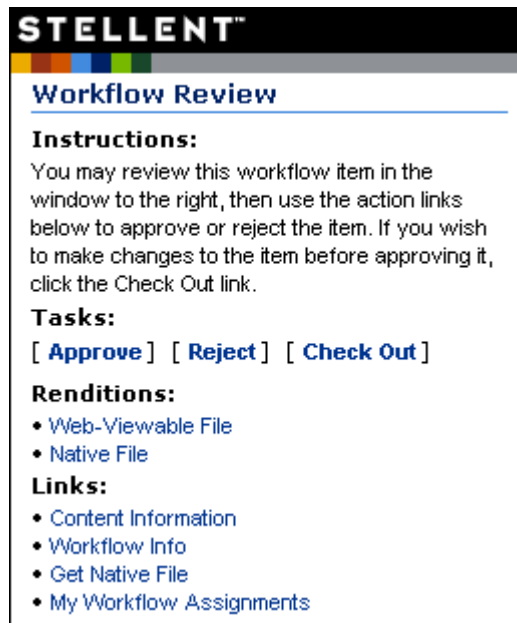 STELLENT™
Workflow Review
Instructions:
You may review this workflow item in the
window to the right, then use the action links
below to approve or reject the item. If you wish
to make changes to the item before approving it,
click the Check Out link.
Tasks:
[ Approve ] [ Reject ] [ Check Out ]
Renditions:
• Web-Viewable File
• Native File
Links:
• Content Information
• Workflow Info
• Get Native File
• My Workflow Assignments